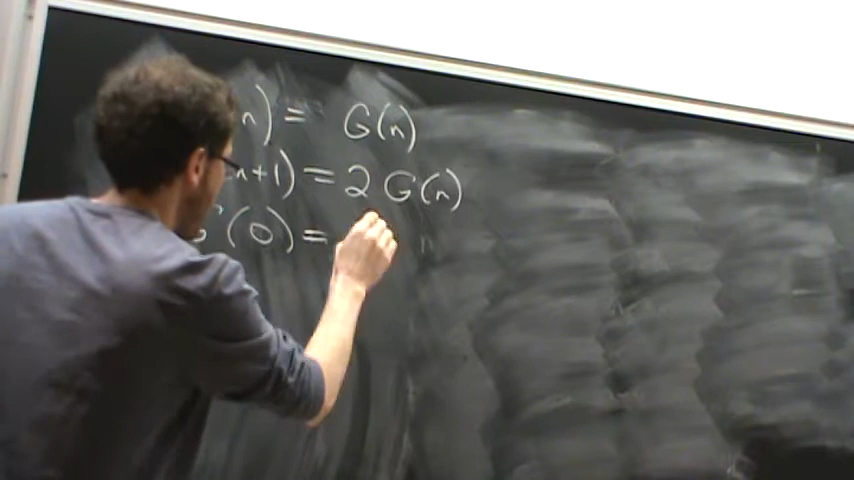 n) = G(n)
n+1) = 2 G(n)
(0) =